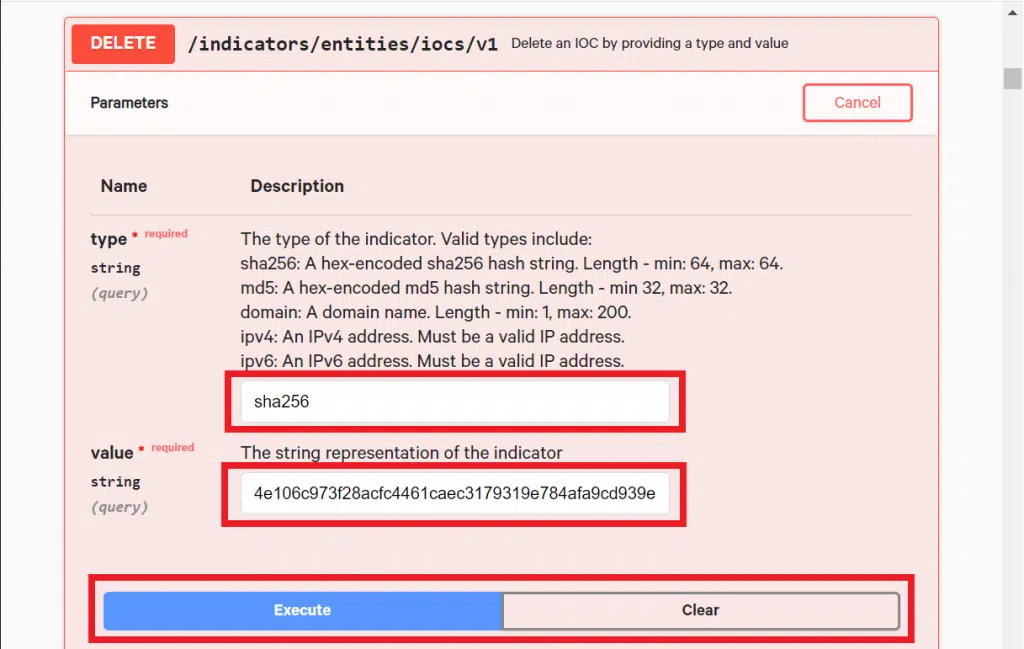 DELETE /indicators/entities/iocs/v1 Delete an IOC by providing a type and value
Parameters
Cancel
Name Description
type * required
string
(query)
The type of the indicator. Valid types include:
sha256: A hex-encoded sha256 hash string. Length - min: 64, max: 64.
md5: A hex-encoded md5 hash string. Length - min 32, max: 32.
domain: A domain name. Length - min: 1, max: 200.
ipv4: An IPv4 address. Must be a valid IP address.
ipv6: An IPv6 address. Must be a valid IP address.
sha256
value * required
string
(query)
The string representation of the indicator
4e106c973f28acfc4461caec3179319e784afa9cd939e
Execute Clear